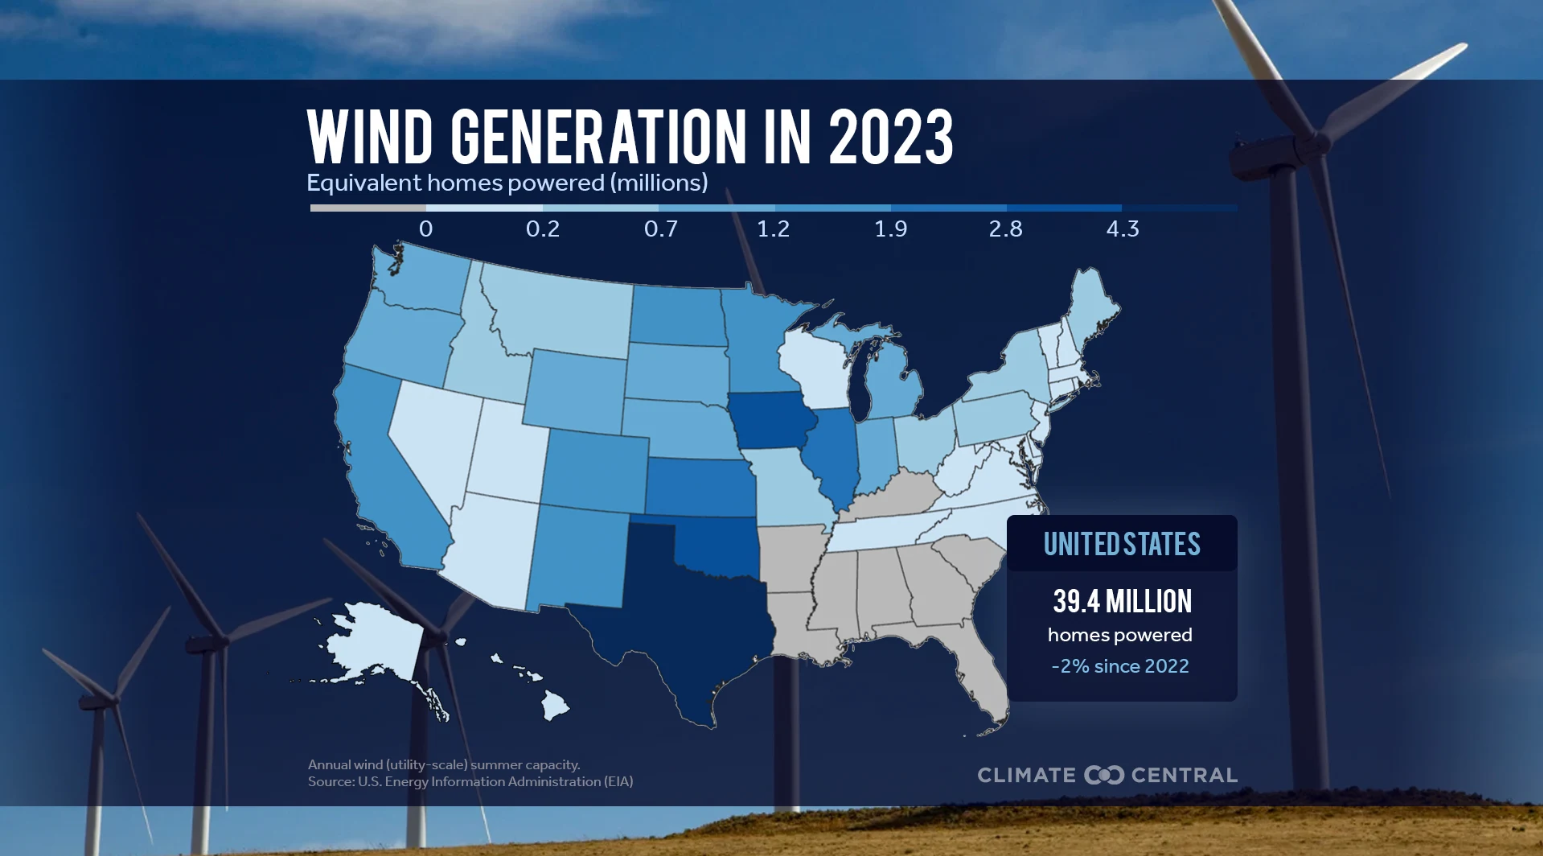 WIND GENERATION IN 2023
Equivalent homes powered (millions)
0 0.2 0.7 1.2 1.9 2.8 4.3
UNITED STATES
39.4 MILLION
homes powered
-2% since 2022
Annual wind (utility-scale) summer capacity.
Source: U.S. Energy Information Administration (EIA)
CLIMATE CENTRAL